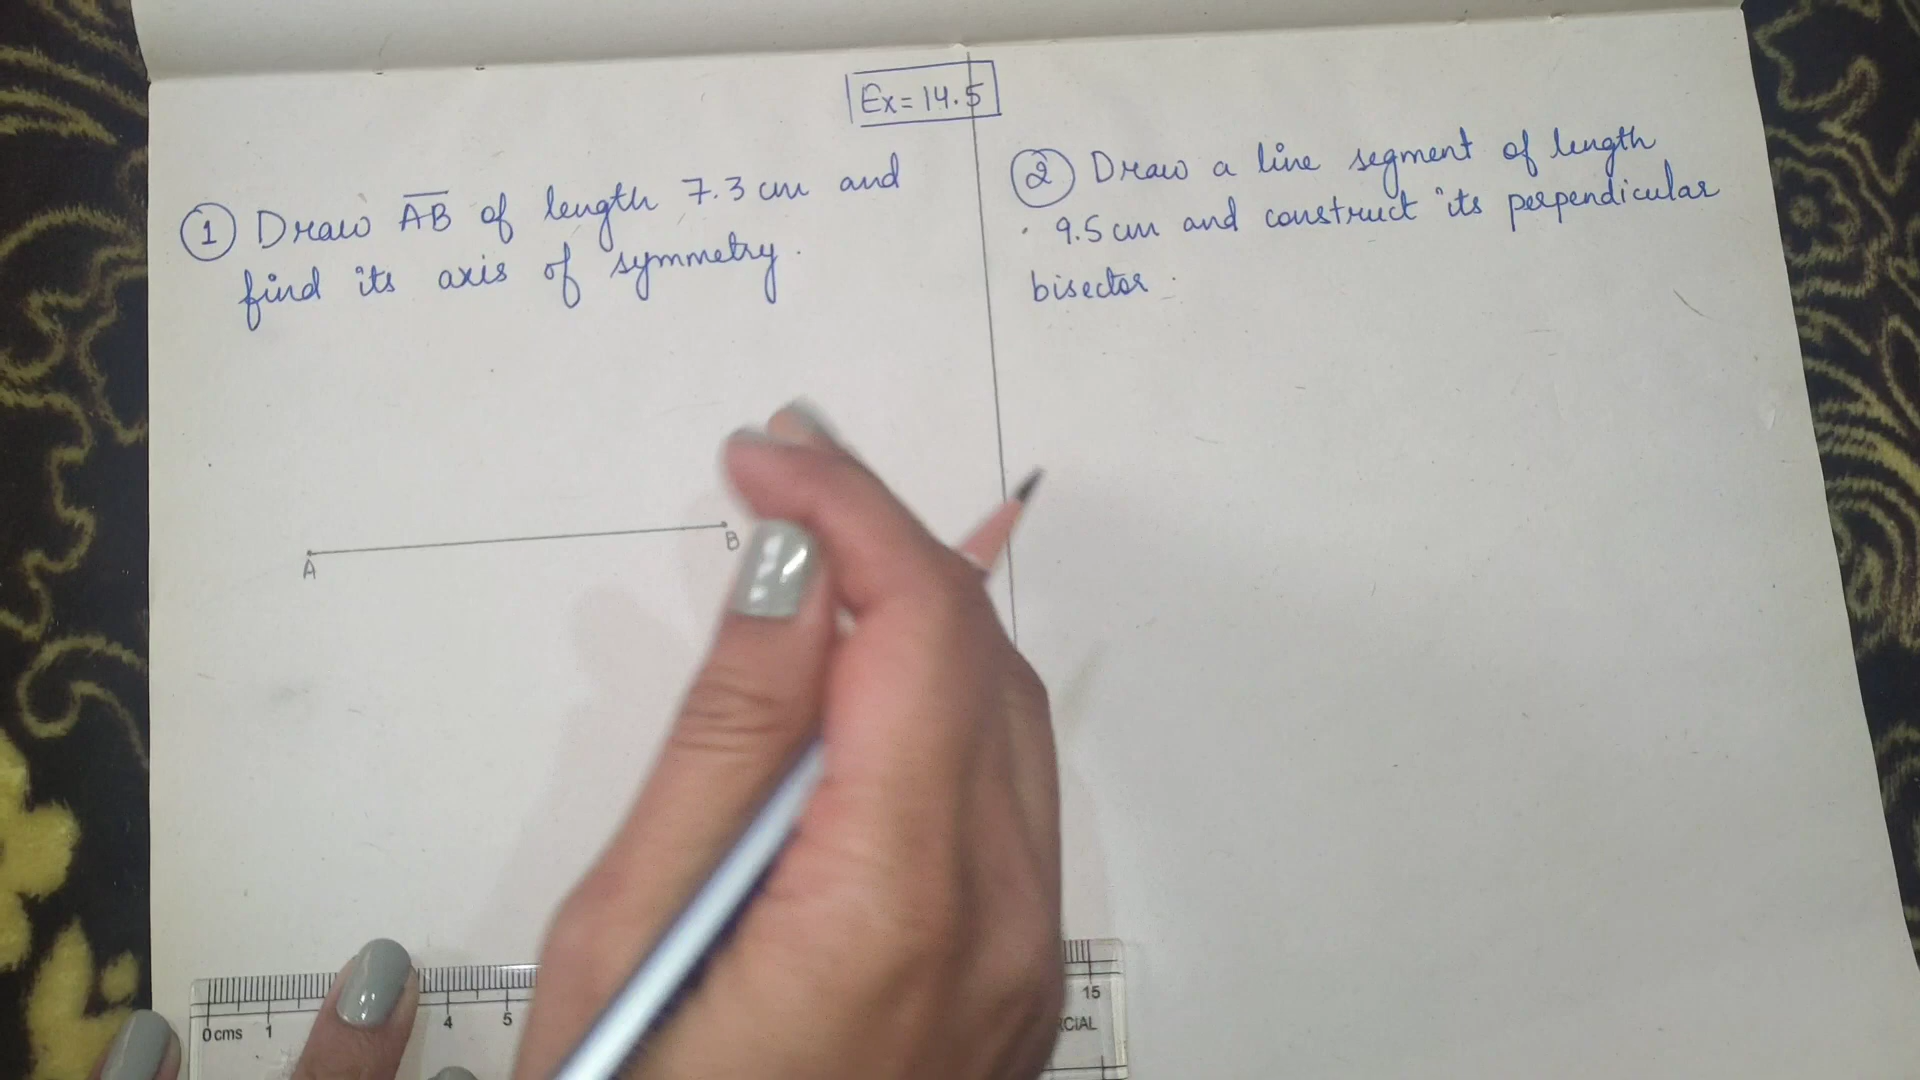 Ex = 14.5
① Draw A̅B̅ of length 7.3 cm and
find its axis of symmetry.
② Draw a line segment of length
9.5 cm and construct its perpendicular
bisector.
A
B
0 cms 1 4 5 15
RCIAL